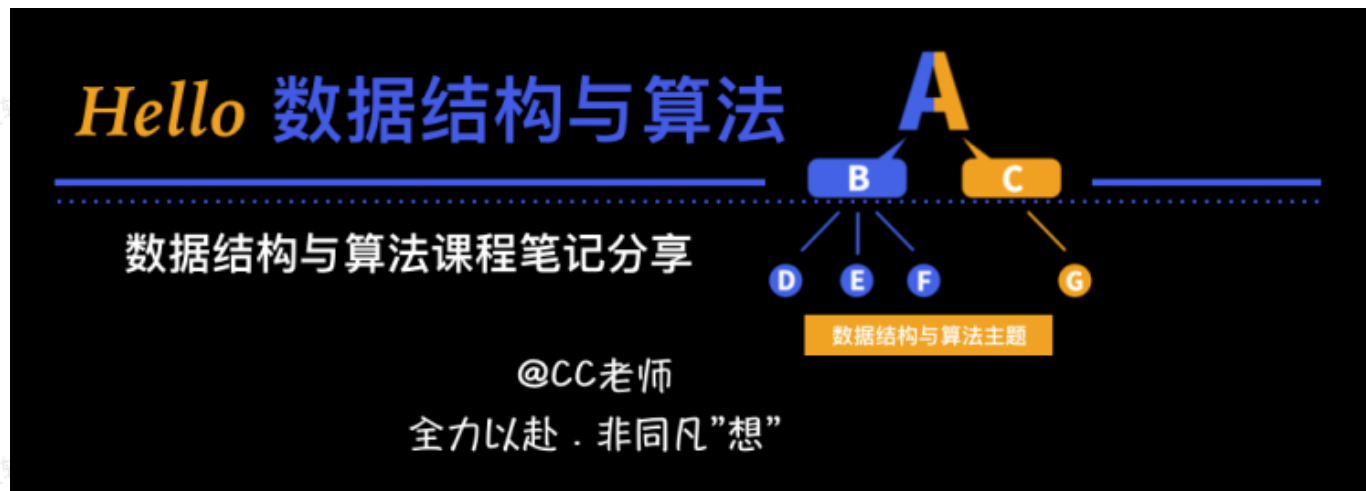 Hello 数据结构与算法
A
B
C
数据结构与算法课程笔记分享
D
E
F
G
数据结构与算法主题
@CC老师
全力以赴 . 非同凡”想”